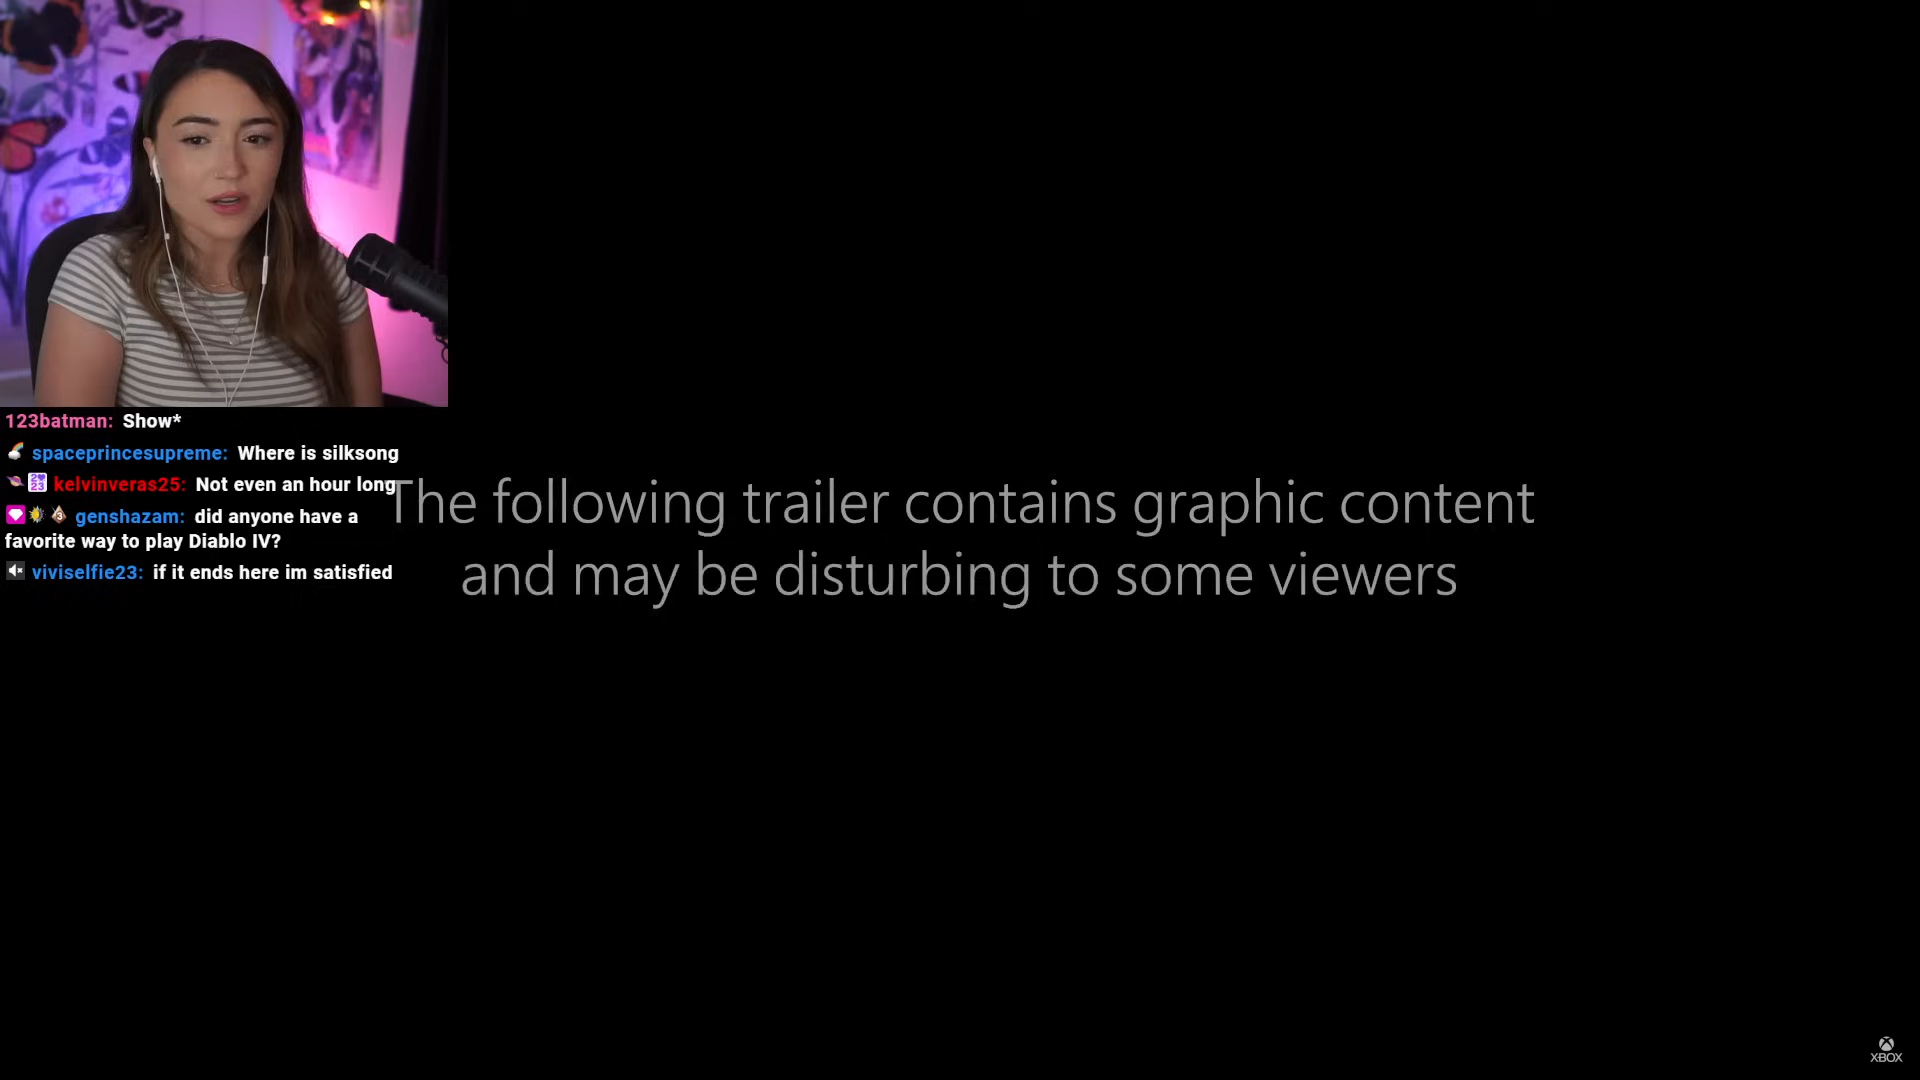 123batman: Show*
spaceprincesupreme: Where is silksong
kelvinveras25: Not even an hour long
genshazam: did anyone have a
favorite way to play Diablo IV?
viviselfie23: if it ends here im satisfied
The following trailer contains graphic content
and may be disturbing to some viewers
XBOX